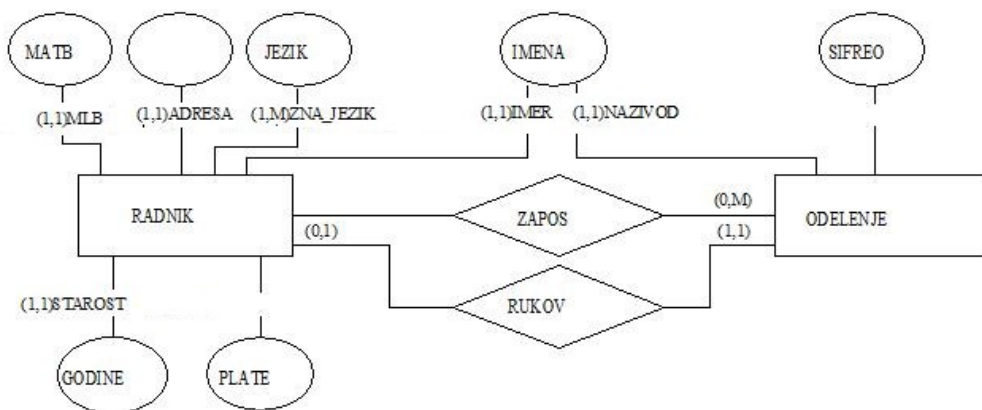 MATB
JEZIK
IMENA
SIFREO
(1,1)MLB
(1,1)ADRESA
(1,M)ZNA_JEZIK
(1,1)IMER
(1,1)NAZIVOD
RADNIK
ZAPOS
(0,M)
ODELENJE
(0,1)
(1,1)
RUKOV
(1,1)STAROST
GODINE
PLATE